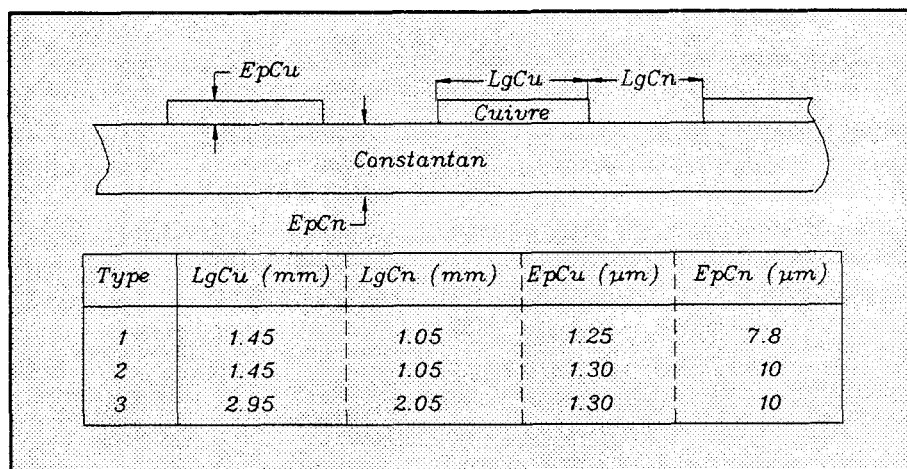 EpCu
LgCu LgCn
Cuivre
Constantan
EpCn
Type LgCu (mm) LgCn (mm) EpCu (μm) EpCn (μm)
1 1.45 1.05 1.25 7.8
2 1.45 1.05 1.30 10
3 2.95 2.05 1.30 10